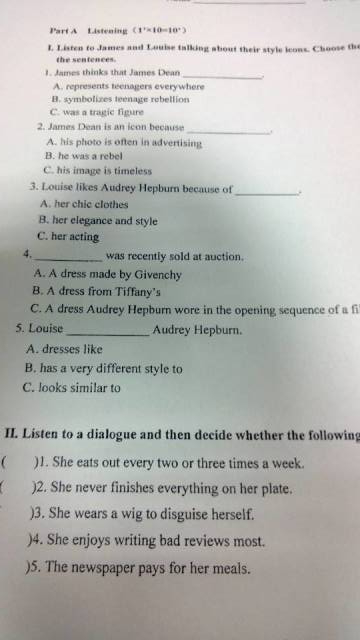 Part A Listening (1'×10=10')
I. Listen to James and Louise talking about their style icons. Choose the
the sentences.
1. James thinks that James Dean ____________.
A. represents teenagers everywhere
B. symbolizes teenage rebellion
C. was a tragic figure
2. James Dean is an icon because ____________.
A. his photo is often in advertising
B. he was a rebel
C. his image is timeless
3. Louise likes Audrey Hepburn because of __________.
A. her chic clothes
B. her elegance and style
C. her acting
4. __________ was recently sold at auction.
A. A dress made by Givenchy
B. A dress from Tiffany's
C. A dress Audrey Hepburn wore in the opening sequence of a fi
5. Louise ____________ Audrey Hepburn.
A. dresses like
B. has a very different style to
C. looks similar to
II. Listen to a dialogue and then decide whether the following
( )1. She eats out every two or three times a week.
( )2. She never finishes everything on her plate.
)3. She wears a wig to disguise herself.
)4. She enjoys writing bad reviews most.
)5. The newspaper pays for her meals.